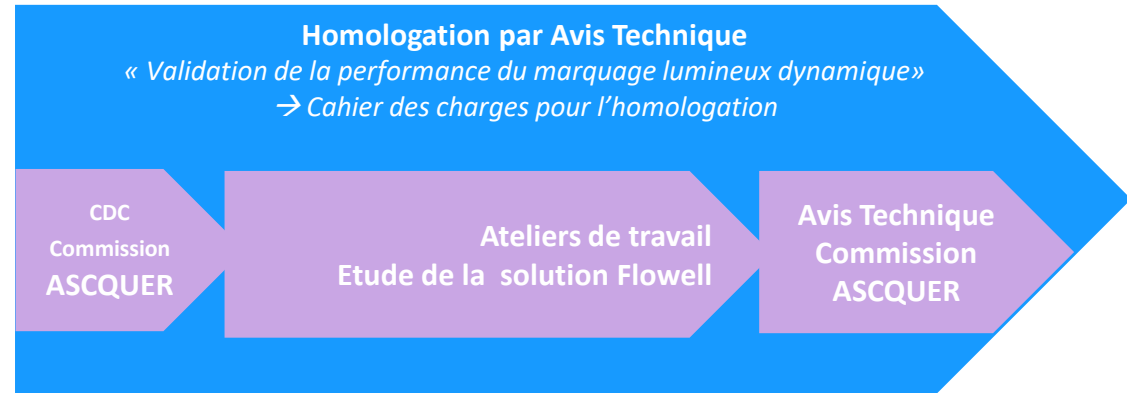 Homologation par Avis Technique
« Validation de la performance du marquage lumineux dynamique»
→ Cahier des charges pour l'homologation
CDC
Commission
ASCQUER
Ateliers de travail
Etude de la solution Flowell
Avis Technique
Commission
ASCQUER